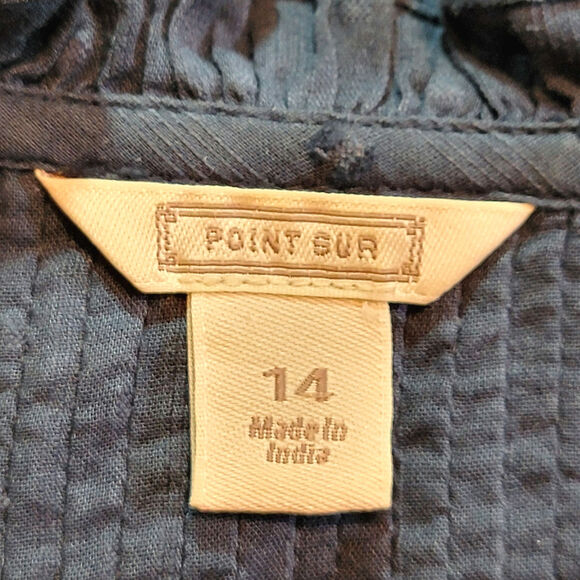 POINT SUR
14
Made In
India